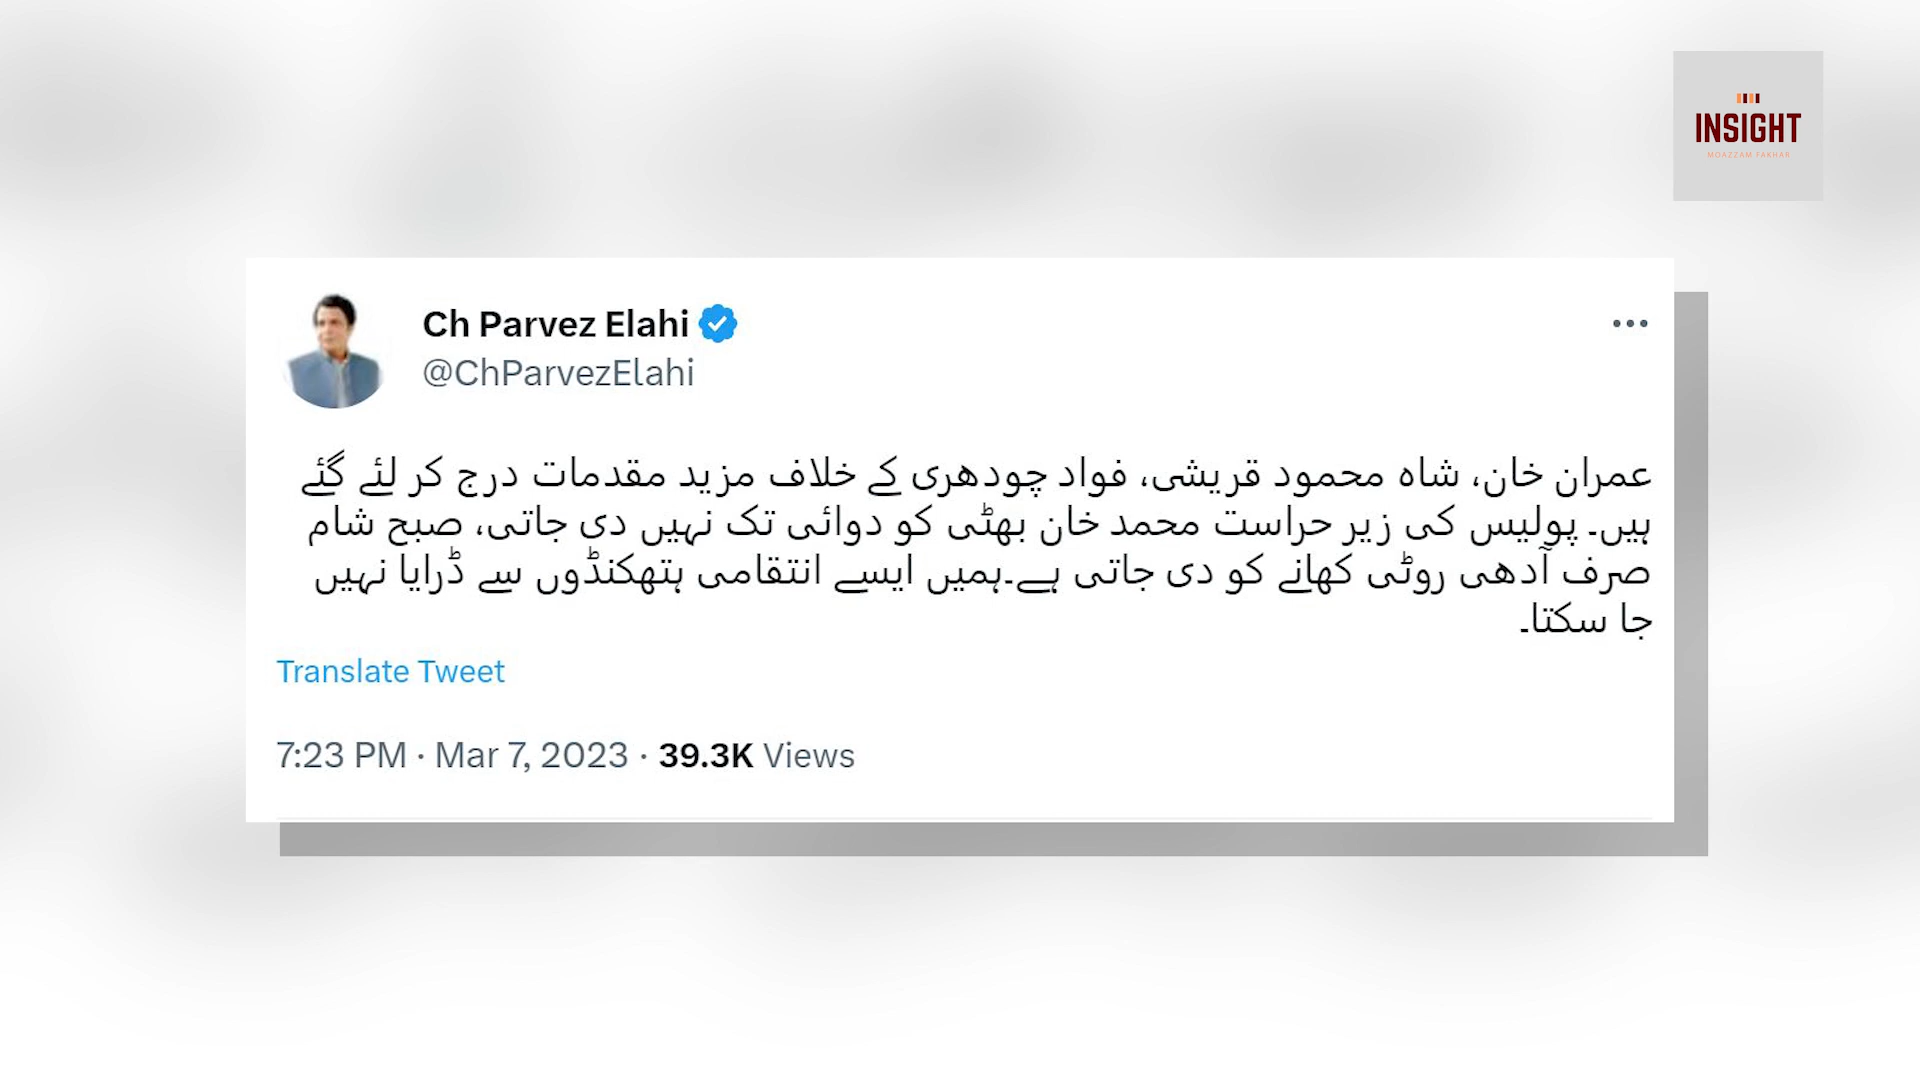 INSIGHT
MOAZZAM FAKHAR
Ch Parvez Elahi
@ChParvezElahi
عمران خان، شاہ محمود قریشی، فواد چودھری کے خلاف مزید مقدمات درج کر لئے گئے
ہیں۔ پولیس کی زیر حراست محمد خان بھٹی کو دوائی تک نہیں دی جاتی، صبح شام
صرف آدھی روٹی کھانے کو دی جاتی ہے۔ہمیں ایسے انتقامی ہتھکنڈوں سے ڈرایا نہیں
جا سکتا۔
Translate Tweet
7:23 PM · Mar 7, 2023 · 39.3K Views